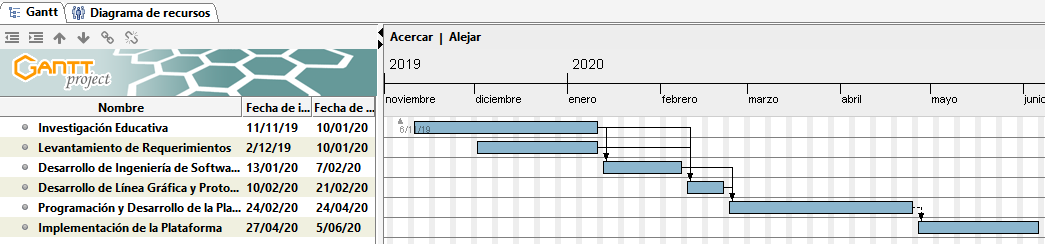 Gantt Diagrama de recursos
Acercar | Alejar
GANTT project
2019 2020
Nombre Fecha de i... Fecha de ... noviembre diciembre enero febrero marzo abril mayo junio
Investigación Educativa 11/11/19 10/01/20 6/11/19
Levantamiento de Requerimientos 2/12/19 10/01/20
Desarrollo de Ingeniería de Softwa... 13/01/20 7/02/20
Desarrollo de Línea Gráfica y Proto... 10/02/20 21/02/20
Programación y Desarrollo de la Pla... 24/02/20 24/04/20
Implementación de la Plataforma 27/04/20 5/06/20